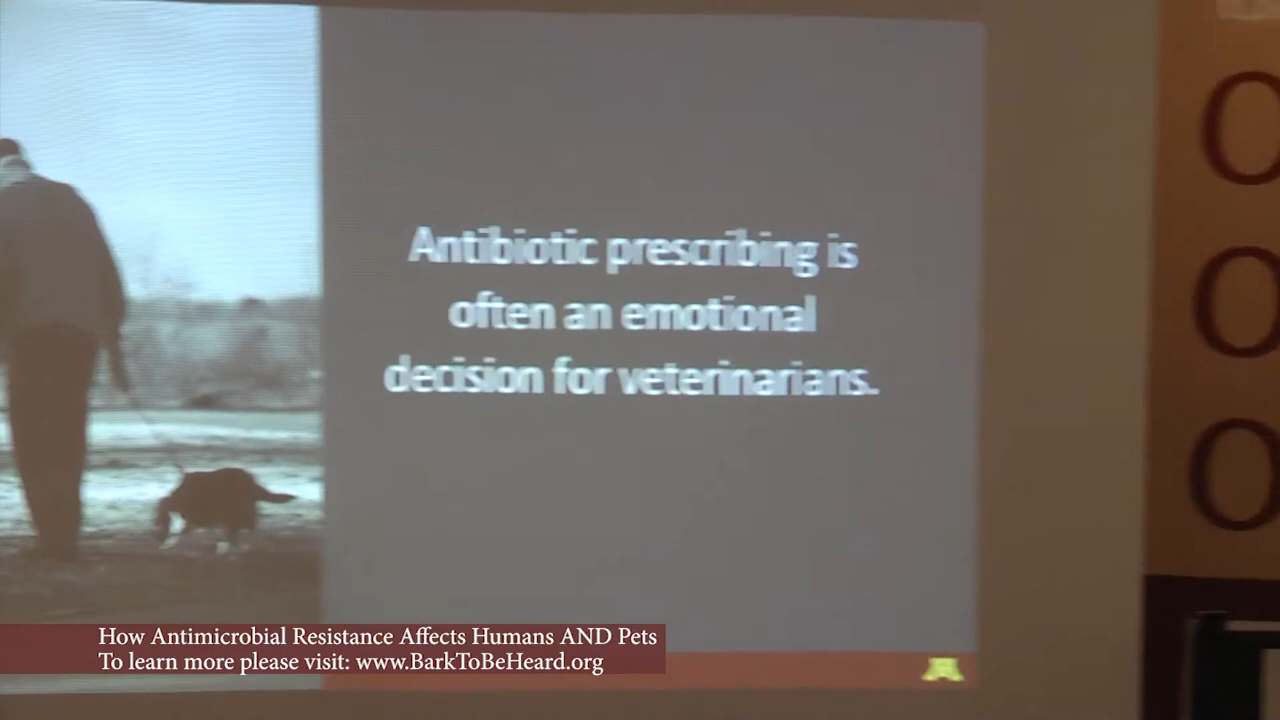 Antibiotic prescribing is
often an emotional
decision for veterinarians.
How Antimicrobial Resistance Affects Humans AND Pets
To learn more please visit: www.BarkToBeHeard.org
O
O
O
M